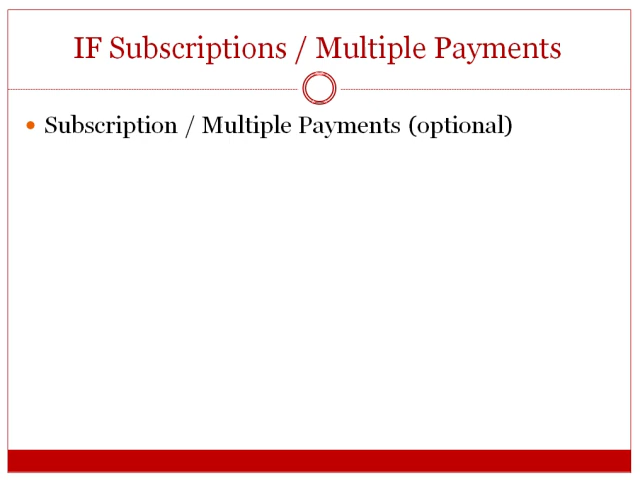 IF Subscriptions / Multiple Payments
• Subscription / Multiple Payments (optional)